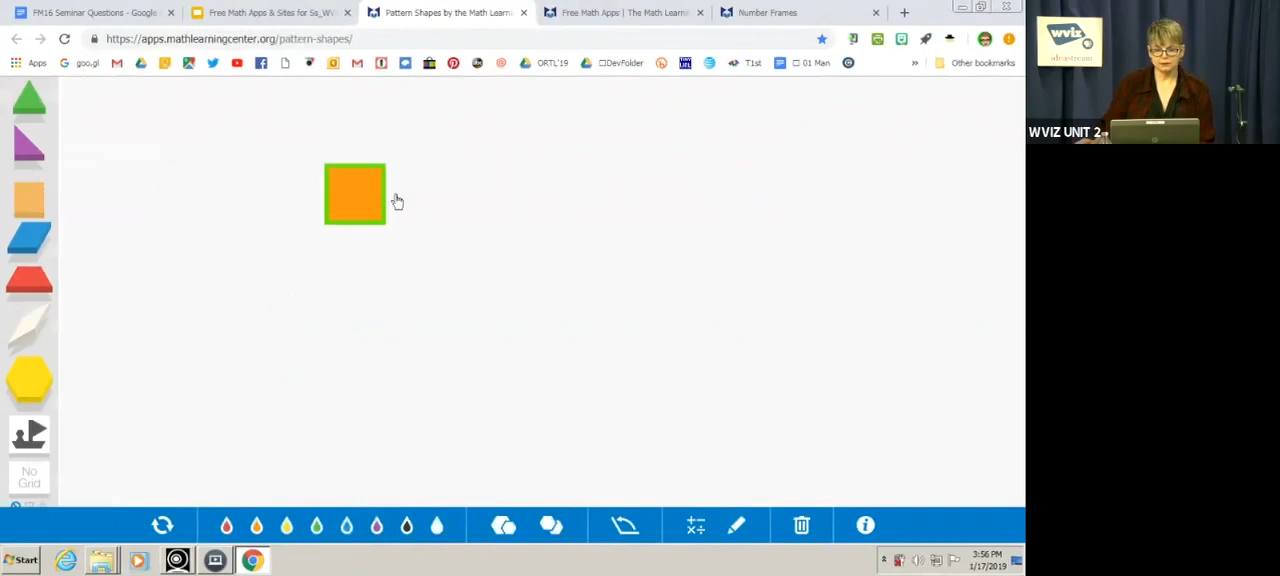 FM16 Seminar Questions - Google
Free Math Apps & Sites for Ss_WV
Pattern Shapes by the Math Learn
Free Math Apps | The Math Learn
Number Frames
https://apps.mathlearningcenter.org/pattern-shapes/
Apps
goo.gl
ORTL'19
DevFolder
T1st
01 Man
»
Other bookmarks
wviz
ideastream
WVIZ UNIT 2
No
Grid
Start
3:56 PM
1/17/2019